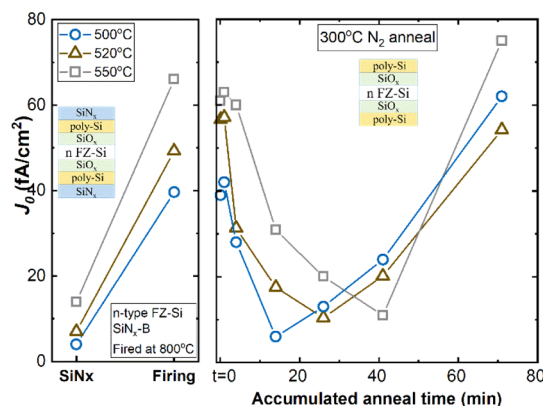 500°C
520°C
550°C
SiNₓ
poly-Si
SiOₓ
n FZ-Si
SiOₓ
poly-Si
SiNₓ
n-type FZ-Si
SiNₓ-B
Fired at 800°C
J₀ (fA/cm²)
80
60
40
20
0
SiNx
Firing
300°C N₂ anneal
poly-Si
SiOₓ
n FZ-Si
SiOₓ
poly-Si
t=0
20
40
60
80
Accumulated anneal time (min)